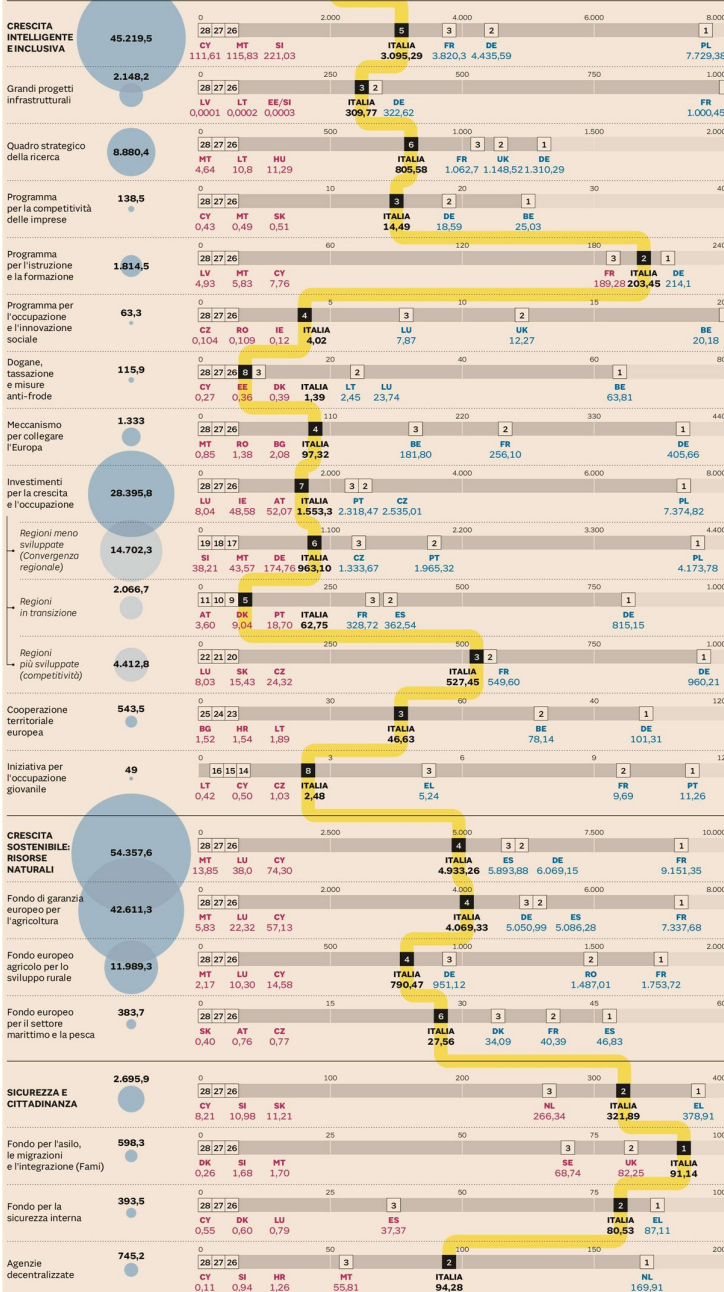 CRESCITA
INTELLIGENTE
E INCLUSIVA
45.219,5
0 2.000 4.000 6.000 8.000
28 27 26 5 3 2 1
CY MT SI ITALIA FR DE PL
111,61 115,83 221,03 3.095,29 3.820,3 4.435,59 7.729,38
Grandi progetti
infrastrutturali
2.148,2
0 250 500 750 1.000
28 27 26 3 2
LV LT EE/SI ITALIA DE FR
0,0001 0,0002 0,0003 309,77 322,62 1.000,45
Quadro strategico
della ricerca
8.880,4
0 500 1.000 1.500 2.000
28 27 26 6 3 2 1
MT LT HU ITALIA FR UK DE
4,64 10,8 11,29 805,58 1.062,7 1.148,52 1.310,29
Programma
per la competitività
delle imprese
138,5
0 10 20 30 40
28 27 26 3 2 1
CY MT SK ITALIA DE BE
0,43 0,49 0,51 14,49 18,59 25,03
Programma
per l'istruzione
e la formazione
1.814,5
0 60 120 180 240
28 27 26 3 2 1
LV MT CY FR ITALIA DE
4,93 5,83 7,76 189,28 203,45 214,1
Programma per
l'occupazione
e l'innovazione
sociale
63,3
0 5 10 15 20
28 27 26 4 3 2 1
CZ RO IE ITALIA LU UK BE
0,104 0,109 0,12 4,02 7,87 12,27 20,18
Dogane,
tassazione
e misure
anti-frode
115,9
0 20 40 60 80
28 27 26 8 3 2 1
CY EE DK ITALIA LT LU BE
0,27 0,36 0,39 1,39 2,45 23,74 63,81
Meccanismo
per collegare
l'Europa
1.333
0 110 220 330 440
28 27 26 4 3 2 1
MT RO BG ITALIA BE FR DE
0,85 1,38 2,08 97,32 181,80 256,10 405,66
Investimenti
per la crescita
e l'occupazione
28.395,8
0 2.000 4.000 6.000 8.000
28 27 26 7 3 2 1
LU IE AT ITALIA PT CZ PL
8,04 48,58 52,07 1.553,3 2.318,47 2.535,01 7.374,82
Regioni meno
sviluppate
(Convergenza
regionale)
14.702,3
0 1.100 2.200 3.300 4.400
19 18 17 6 3 2 1
SI MT DE ITALIA CZ PT PL
38,21 43,57 174,76 963,10 1.333,67 1.965,32 4.173,78
Regioni
in transizione
2.066,7
0 250 500 750 1.000
11 10 9 5 3 2 1
AT DK PT ITALIA FR ES DE
3,60 9,04 18,70 62,75 328,72 362,54 815,15
Regioni
più sviluppate
(competitività)
4.412,8
0 250 500 750 1.000
22 21 20 3 2 1
LU SK CZ ITALIA FR DE
8,03 15,43 24,32 527,45 549,60 960,21
Cooperazione
territoriale
europea
543,5
0 30 60 40 120
25 24 23 3 2 1
BG HR LT ITALIA BE DE
1,52 1,54 1,89 46,63 78,14 101,31
Iniziativa per
l'occupazione
giovanile
49
0 3 6 9 12
16 15 14 8 3 2 1
LT CY CZ ITALIA EL FR PT
0,42 0,50 1,03 2,48 5,24 9,69 11,26
CRESCITA
SOSTENIBILE:
RISORSE
NATURALI
54.357,6
0 2.500 5.000 7.500 10.000
28 27 26 4 3 2 1
MT LU CY ITALIA ES DE FR
13,85 38,0 74,30 4.933,26 5.893,88 6.069,15 9.151,35
Fondo di garanzia
europeo per
l'agricoltura
42.611,3
0 2.000 4.000 6.000 8.000
28 27 26 4 3 2 1
MT LU CY ITALIA DE ES FR
5,83 22,32 57,13 4.069,33 5.050,99 5.086,28 7.337,68
Fondo europeo
agricolo per lo
sviluppo rurale
11.989,3
0 500 1.000 1.500 2.000
28 27 26 4 3 2 1
MT LU CY ITALIA DE RO FR
2,17 10,30 14,58 790,47 951,12 1.487,01 1.753,72
Fondo europeo
per il settore
marittimo e la pesca
383,7
0 15 30 45 60
28 27 26 6 3 2 1
SK AT CZ ITALIA DK FR ES
0,40 0,76 0,77 27,56 34,09 40,39 46,83
SICUREZZA E
CITTADINANZA
2.695,9
0 100 200 300 400
28 27 26 3 2 1
CY SI SK NL ITALIA EL
8,21 10,98 11,21 266,34 321,89 378,91
Fondo per l'asilo,
le migrazioni
e l'integrazione (Fami)
598,3
0 25 50 75 100
28 27 26 3 2 1
DK SI MT SE UK ITALIA
0,26 1,68 1,70 68,74 82,25 91,14
Fondo per la
sicurezza interna
393,5
0 25 50 75 100
28 27 26 3 2 1
CY DK LU ES ITALIA EL
0,55 0,60 0,79 37,37 80,53 87,11
Agenzie
decentralizzate
745,2
0 50 100 150 200
28 27 26 3 2 1
CY SI HR MT ITALIA NL
0,11 0,94 1,26 55,81 94,28 169,91